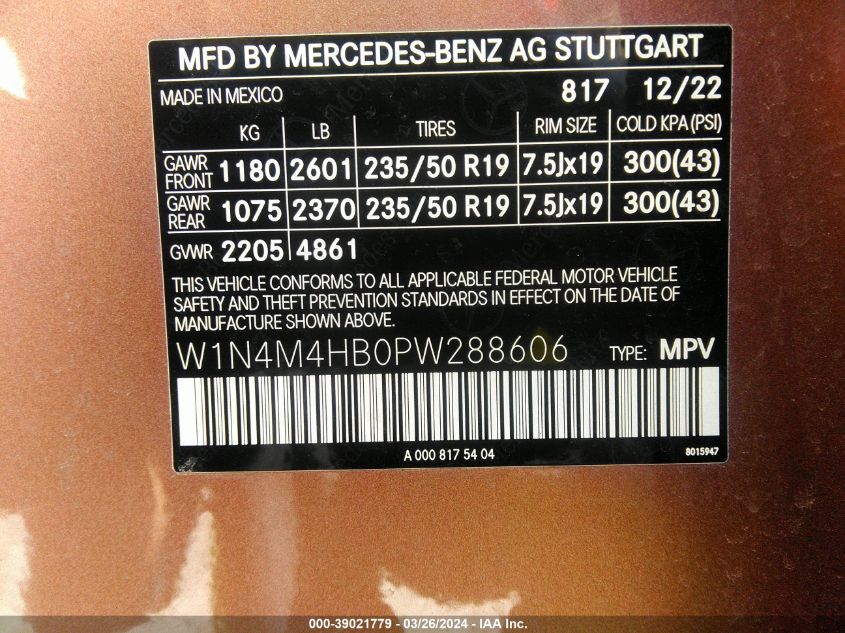 MFD BY MERCEDES-BENZ AG STUTTGART
MADE IN MEXICO 817 12/22
KG LB TIRES RIM SIZE COLD KPA (PSI)
GAWR FRONT 1180 2601 235/50 R19 7.5Jx19 300(43)
GAWR REAR 1075 2370 235/50 R19 7.5Jx19 300(43)
GVWR 2205 4861
THIS VEHICLE CONFORMS TO ALL APPLICABLE FEDERAL MOTOR VEHICLE
SAFETY AND THEFT PREVENTION STANDARDS IN EFFECT ON THE DATE OF
MANUFACTURE SHOWN ABOVE.
W1N4M4HB0PW288606 TYPE: MPV
A 000 817 54 04 8015947
000-39021779 - 03/26/2024 - IAA Inc.